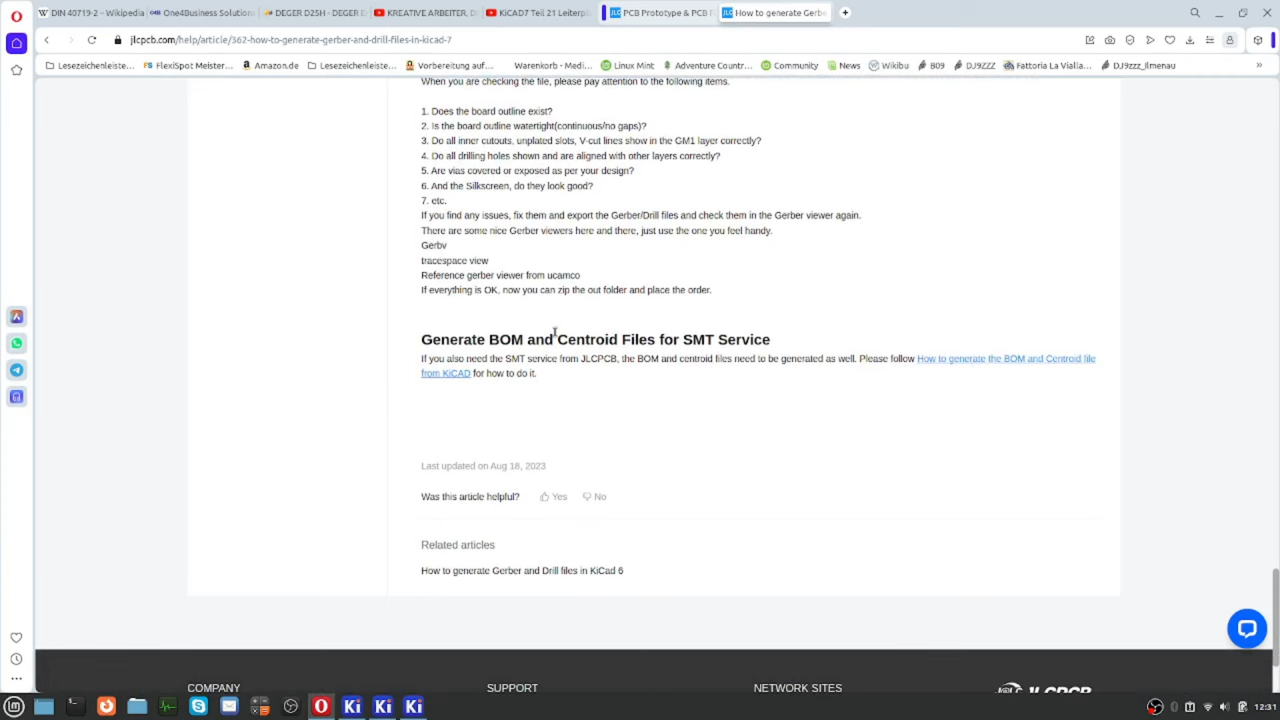 DIN 40719-2 – Wikipedia
One4Business Solution
DEGER D25H - DEGER E
KREATIVE ARBEITER, D
KiCAD7 Teil 21 Leiterp
PCB Prototype & PCB F
How to generate Gerbe
jlcpcb.com/help/article/362-how-to-generate-gerber-and-drill-files-in-kicad-7
Lesezeichenleiste...
FlexiSpot Meister...
Amazon.de
Lesezeichenleiste...
Vorbereitung auf...
Warenkorb - Medi...
Linux Mint
Adventure Countr...
Community
News
Wikibu
B09
DJ9ZZZ
Fattoria La Vialla...
DJ9zzz_Ilmenau
When you are checking the file, please pay attention to the following items.
1. Does the board outline exist?
2. Is the board outline watertight(continuous/no gaps)?
3. Do all inner cutouts, unplated slots, V-cut lines show in the GM1 layer correctly?
4. Do all drilling holes shown and are aligned with other layers correctly?
5. Are vias covered or exposed as per your design?
6. And the Silkscreen, do they look good?
7. etc.
If you find any issues, fix them and export the Gerber/Drill files and check them in the Gerber viewer again.
There are some nice Gerber viewers here and there, just use the one you feel handy.
Gerbv
tracespace view
Reference gerber viewer from ucamco
If everything is OK, now you can zip the out folder and place the order.
Generate BOM and Centroid Files for SMT Service
If you also need the SMT service from JLCPCB, the BOM and centroid files need to be generated as well. Please follow How to generate the BOM and Centroid file
from KiCAD for how to do it.
Last updated on Aug 18, 2023
Was this article helpful? Yes No
Related articles
How to generate Gerber and Drill files in KiCad 6
COMPANY
SUPPORT
NETWORK SITES
JLCPCB
Ki
Ki
Ki
12:31